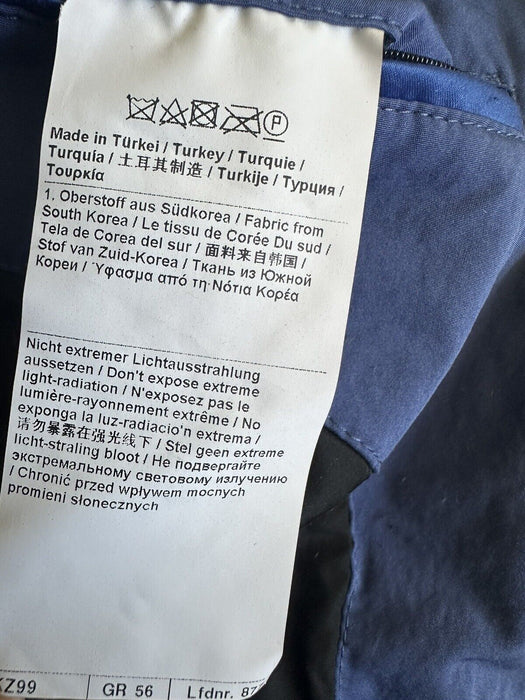 P
Made in Türkei / Turkey / Turquie /
Turquía / 土耳其制造 / Turkije / Турция /
Τουρκία
1. Oberstoff aus Südkorea / Fabric from
South Korea / Le tissu de Corée Du sud /
Tela de Corea del sur / 面料来自韩国 /
Stof van Zuid-Korea / Ткань из Южной
Кореи / Ύφασμα από τη Νότια Κορέα
Nicht extremer Lichtausstrahlung
aussetzen / Don't expose extreme
light-radiation / N'exposez pas le
lumière-rayonnement extrême / No
exponga la luz-radiacio'n extrema /
请勿暴露在强光线下 / Stel geen extreme
licht-straling bloot / Не подвергайте
экстремальному световому излучению
/ Chronić przed wpływem mocnych
promieni słonecznych
KZ99 GR 56 Lfdnr. 87